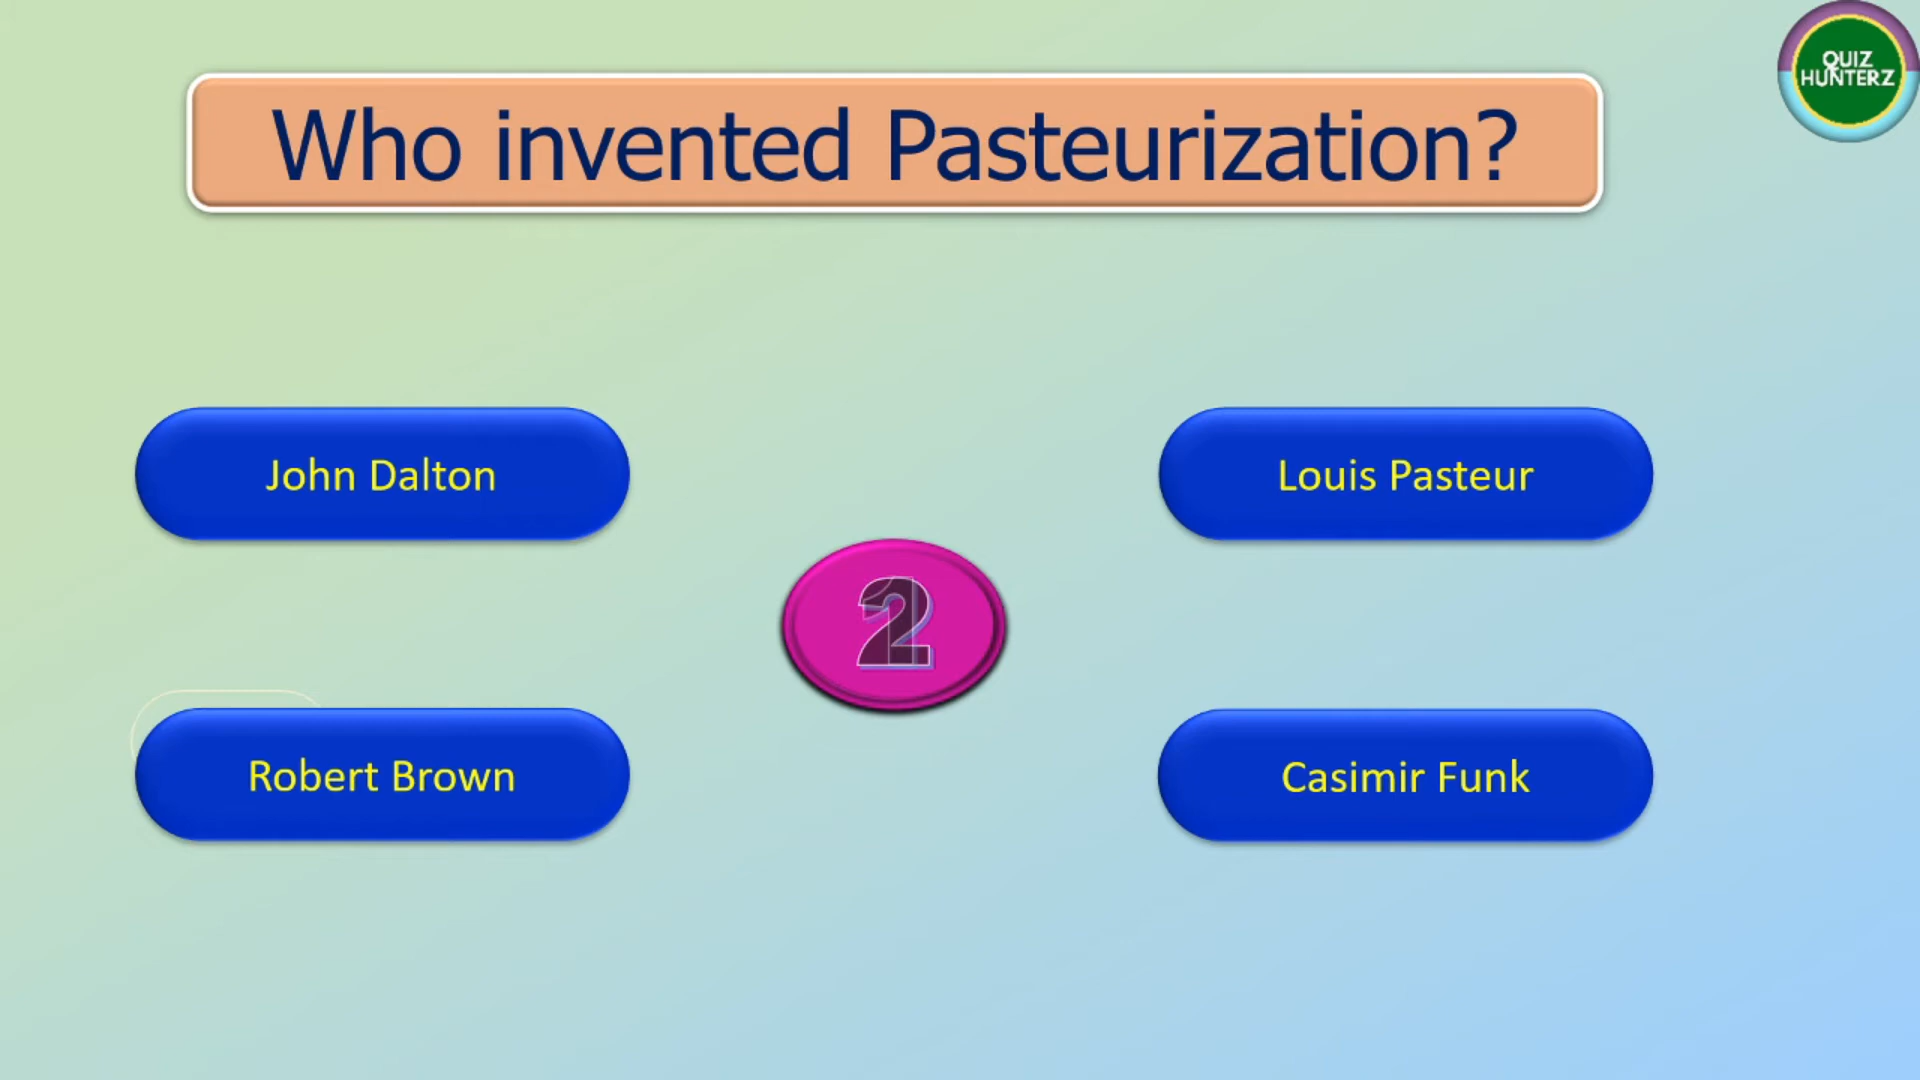 QUIZ
HUNTERZ
Who invented Pasteurization?
John Dalton
Louis Pasteur
2
Robert Brown
Casimir Funk